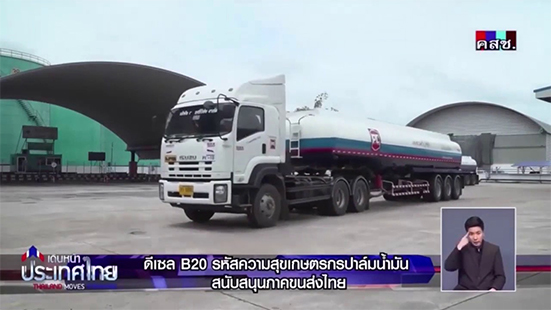 คสช.
ดีเซล B20 รหัสความสุขเกษตรกรปาล์มน้ำมัน
สนับสนุนภาคขนส่งไทย
เดินหน้า
ประเทศไทย
THAILAND MOVES